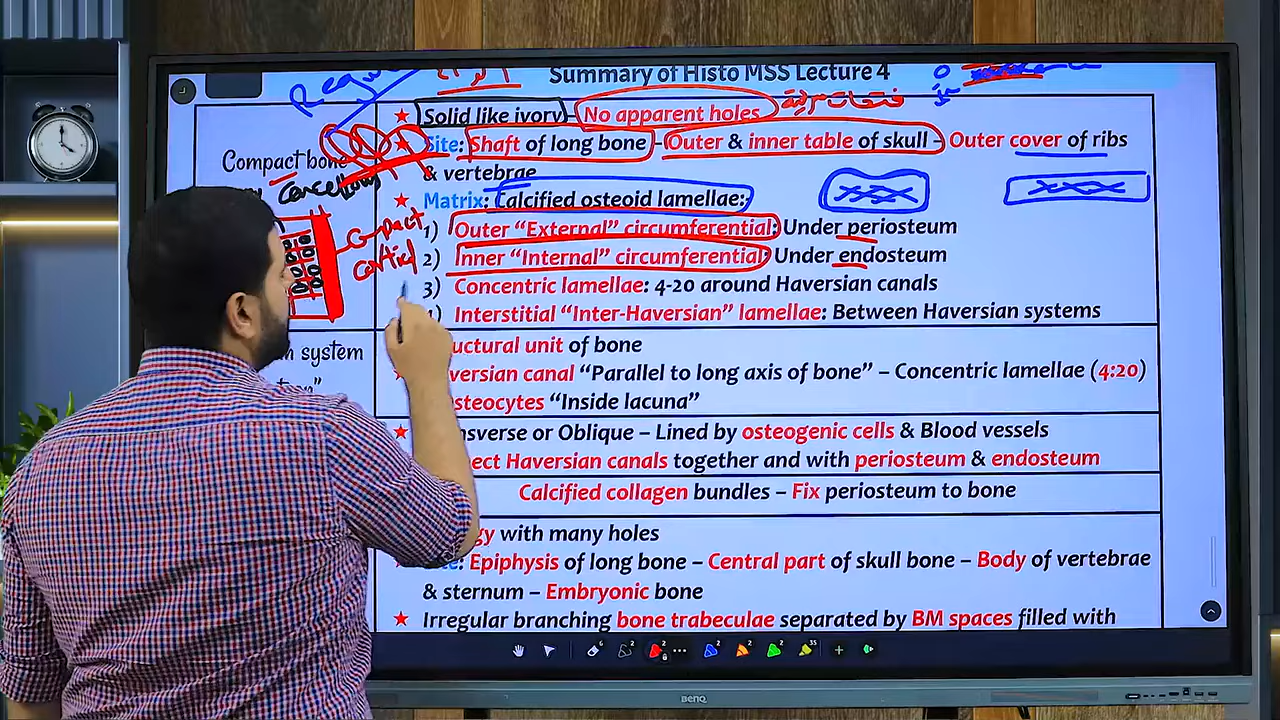 Summary of Histo MSS Lecture 4
Compact bone
Cancellous
compact
cortical
★ Solid like ivory - No apparent holes
★ Site: Shaft of long bone - Outer & inner table of skull - Outer cover of ribs
& vertebrae
★ Matrix: Calcified osteoid lamellae:
1) Outer “External” circumferential: Under periosteum
2) Inner “Internal” circumferential: Under endosteum
3) Concentric lamellae: 4-20 around Haversian canals
Interstitial “Inter-Haversian” lamellae: Between Haversian systems
system
uctural unit of bone
versian canal “Parallel to long axis of bone” – Concentric lamellae (4:20)
steocytes “Inside lacuna”
★ nsverse or Oblique – Lined by osteogenic cells & Blood vessels
ect Haversian canals together and with periosteum & endosteum
Calcified collagen bundles – Fix periosteum to bone
gy with many holes
Epiphysis of long bone – Central part of skull bone – Body of vertebrae
& sternum – Embryonic bone
★ Irregular branching bone trabeculae separated by BM spaces filled with
BenQ